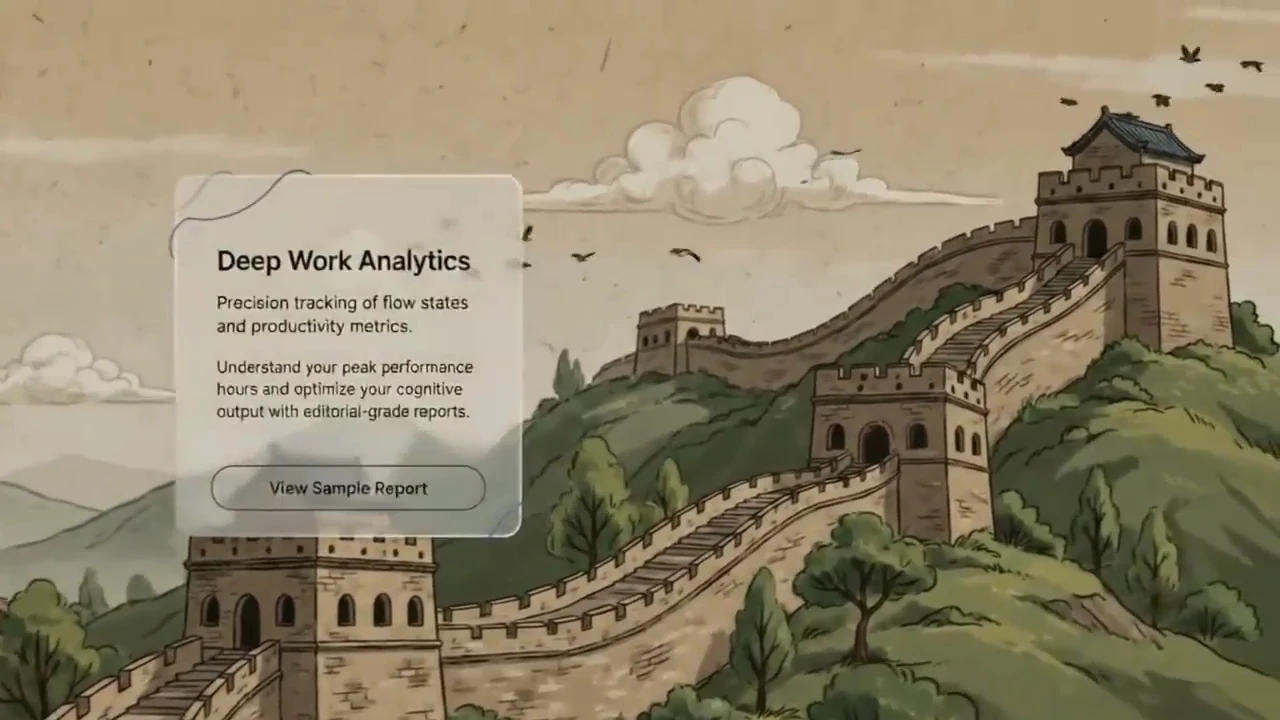 Deep Work Analytics
Precision tracking of flow states
and productivity metrics.
Understand your peak performance
hours and optimize your cognitive
output with editorial-grade reports.
View Sample Report